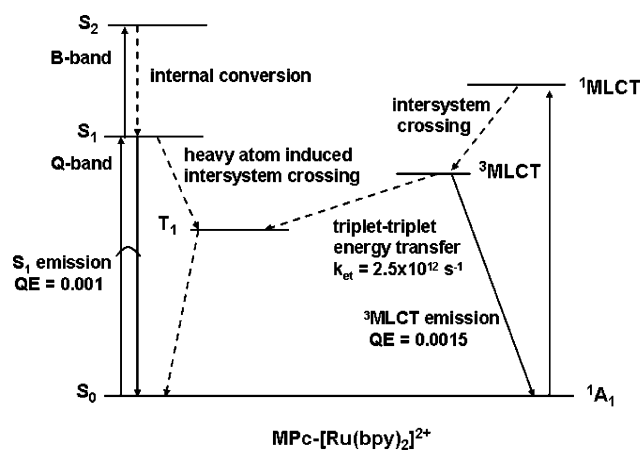 S₂
B-band
internal conversion
¹MLCT
S₁
Q-band
intersystem
crossing
heavy atom induced
intersystem crossing
³MLCT
T₁
triplet-triplet
energy transfer
kₑₜ = 2.5x10¹² s⁻¹
S₁ emission
QE = 0.001
³MLCT emission
QE = 0.0015
S₀
¹A₁
MPc-[Ru(bpy)₂]²⁺